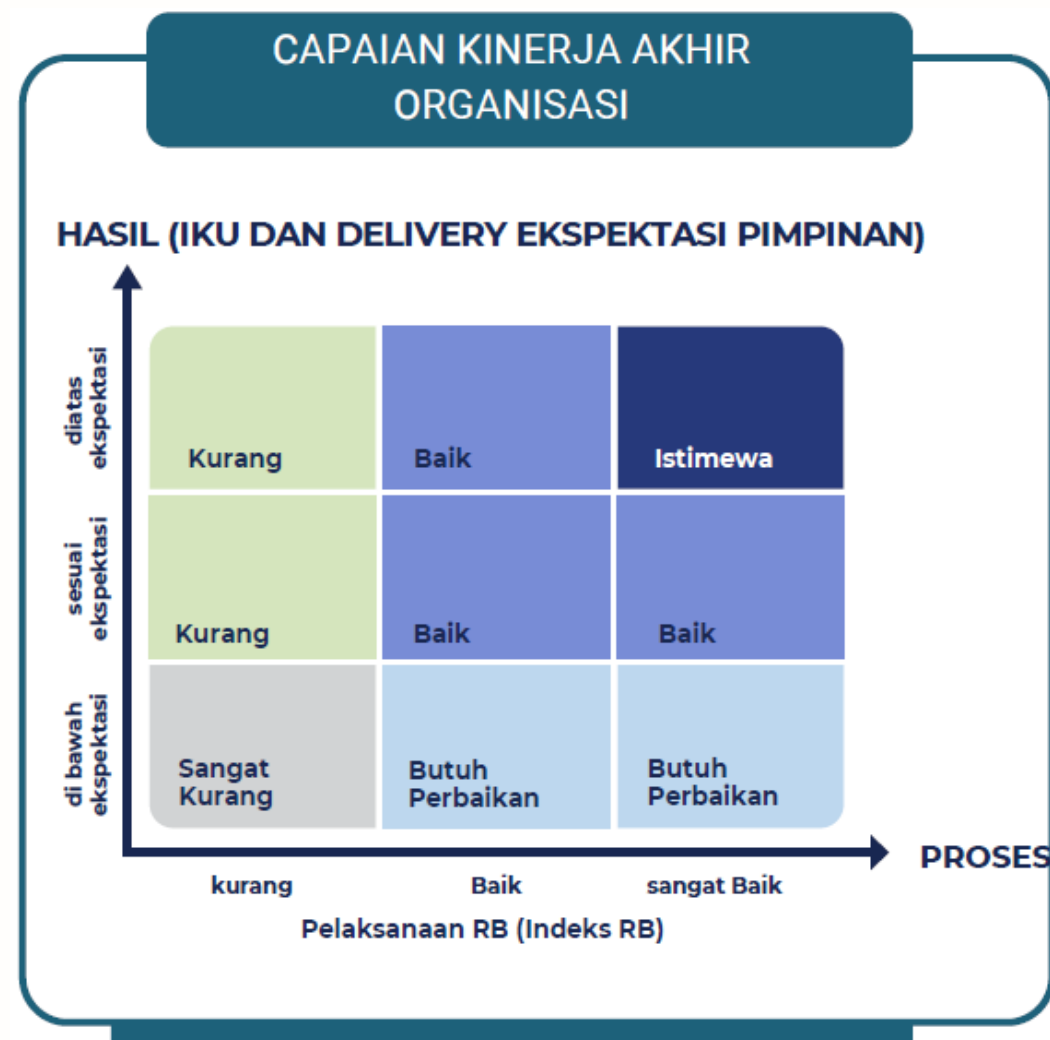 CAPAIAN KINERJA AKHIR
ORGANISASI
HASIL (IKU DAN DELIVERY EKSPEKTASI PIMPINAN)
diatas
ekspektasi
Kurang
Baik
Istimewa
sesuai
ekspektasi
Kurang
Baik
Baik
di bawah
ekspektasi
Sangat
Kurang
Butuh
Perbaikan
Butuh
Perbaikan
PROSES
kurang
Baik
sangat Baik
Pelaksanaan RB (Indeks RB)